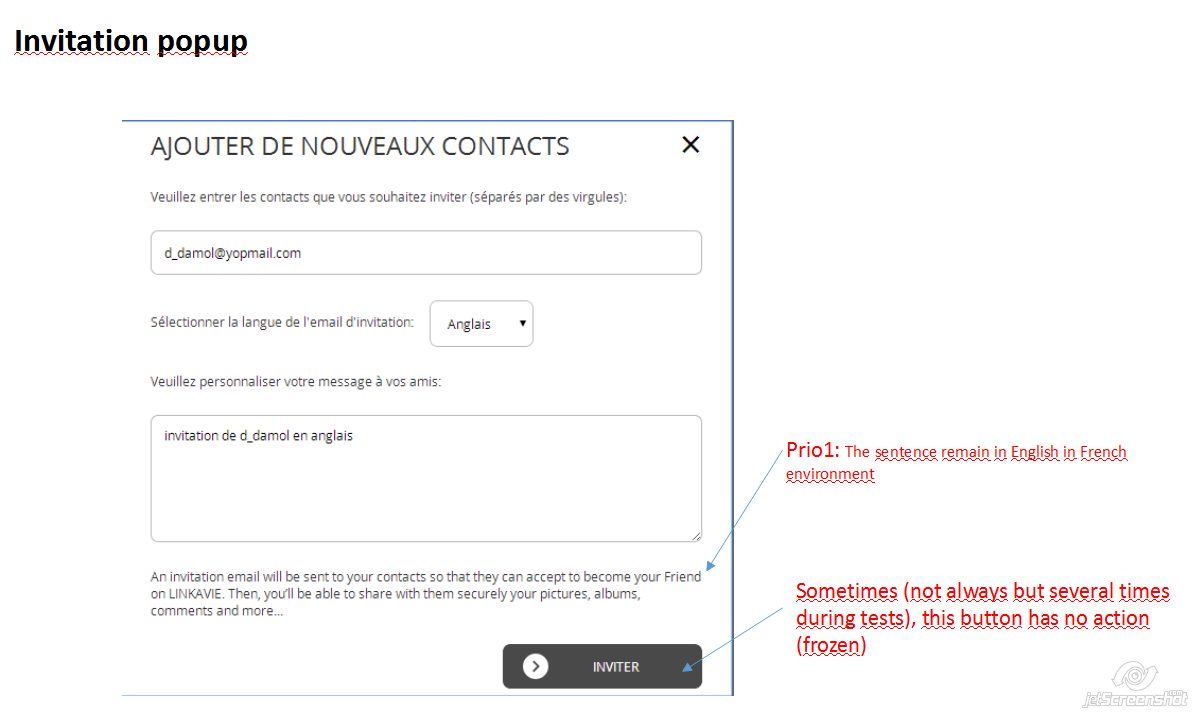 Invitation popup
AJOUTER DE NOUVEAUX CONTACTS
Veuillez entrer les contacts que vous souhaitez inviter (séparés par des virgules):
d_damol@yopmail.com
Sélectionner la langue de l'email d'invitation:
Anglais
Veuillez personnaliser votre message à vos amis:
invitation de d_damol en anglais
Prio1: The sentence remain in English in French
environment
An invitation email will be sent to your contacts so that they can accept to become your Friend
on LINKAVIE. Then, you'll be able to share with them securely your pictures, albums,
comments and more...
Sometimes (not always but several times
during tests), this button has no action
(frozen)
INVITER
jetScreenshot.com